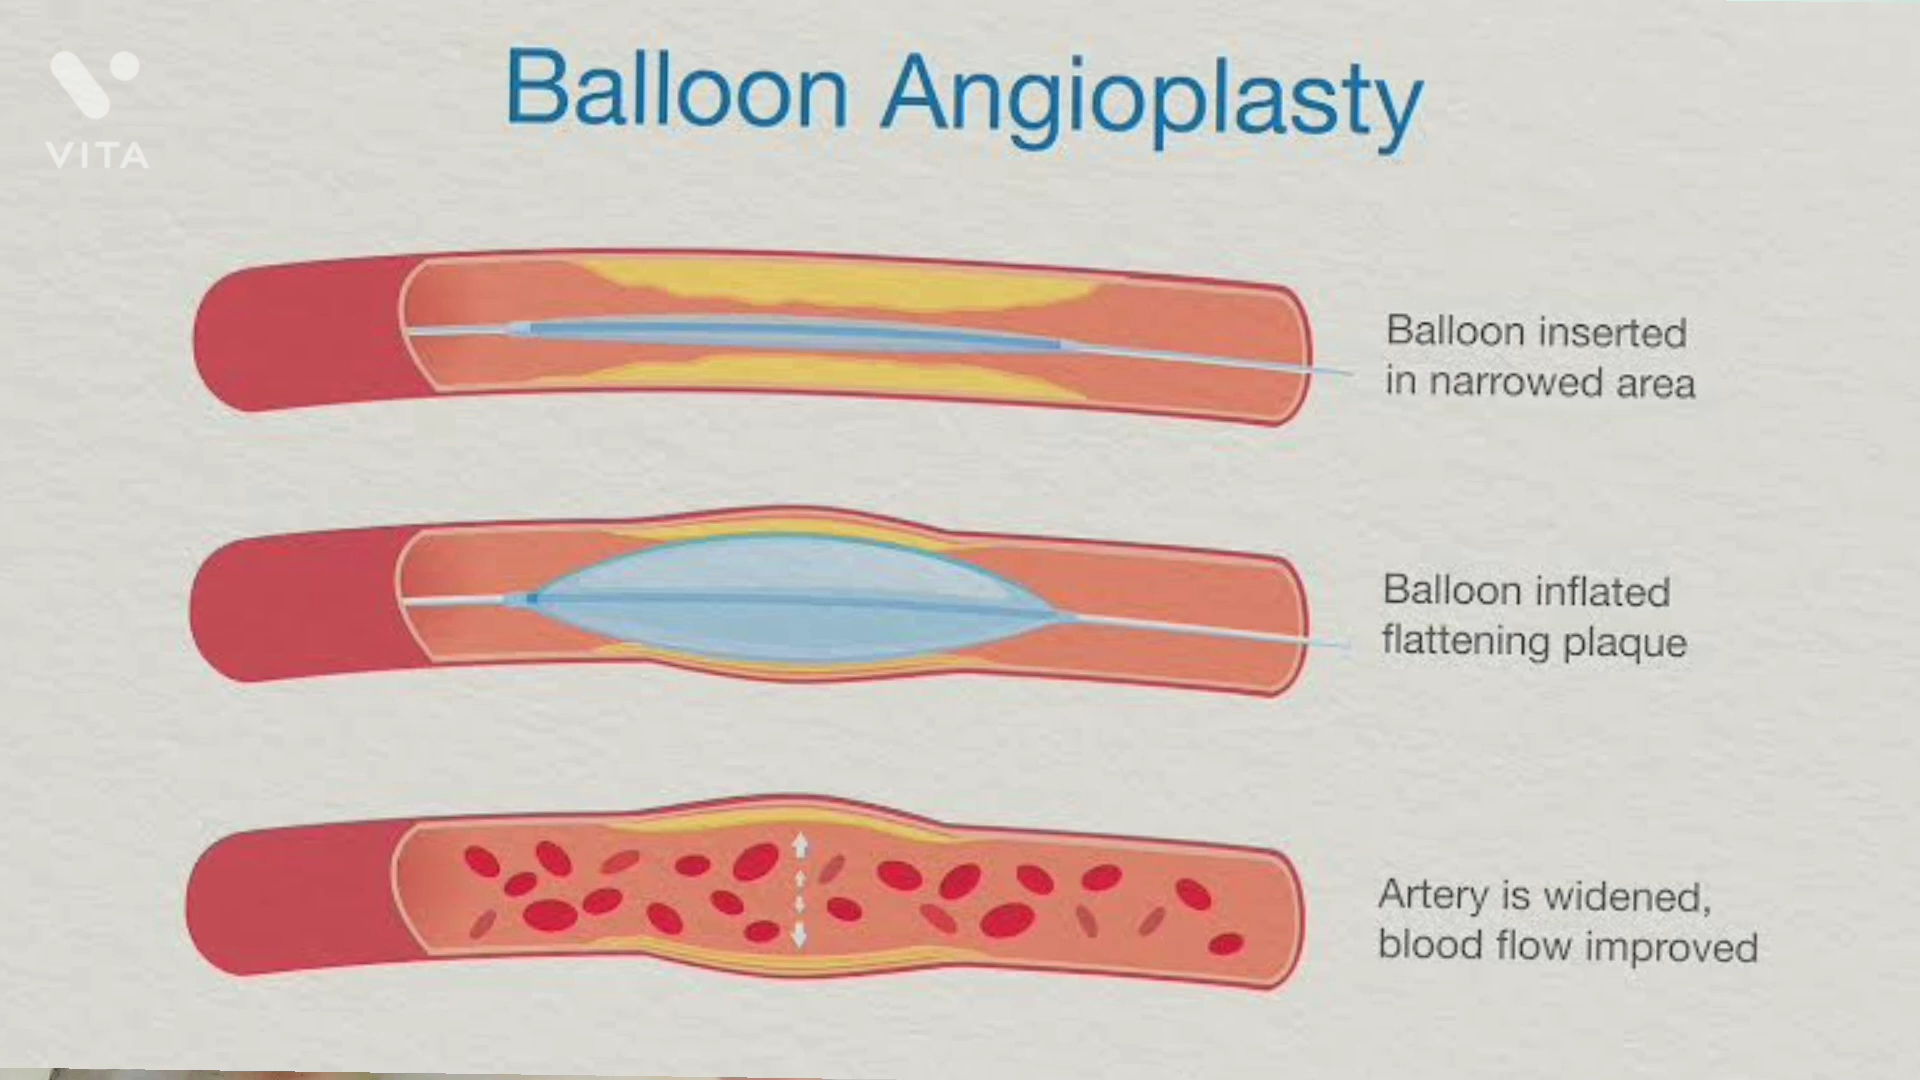 VITA
Balloon Angioplasty
Balloon inserted
in narrowed area
Balloon inflated
flattening plaque
Artery is widened,
blood flow improved